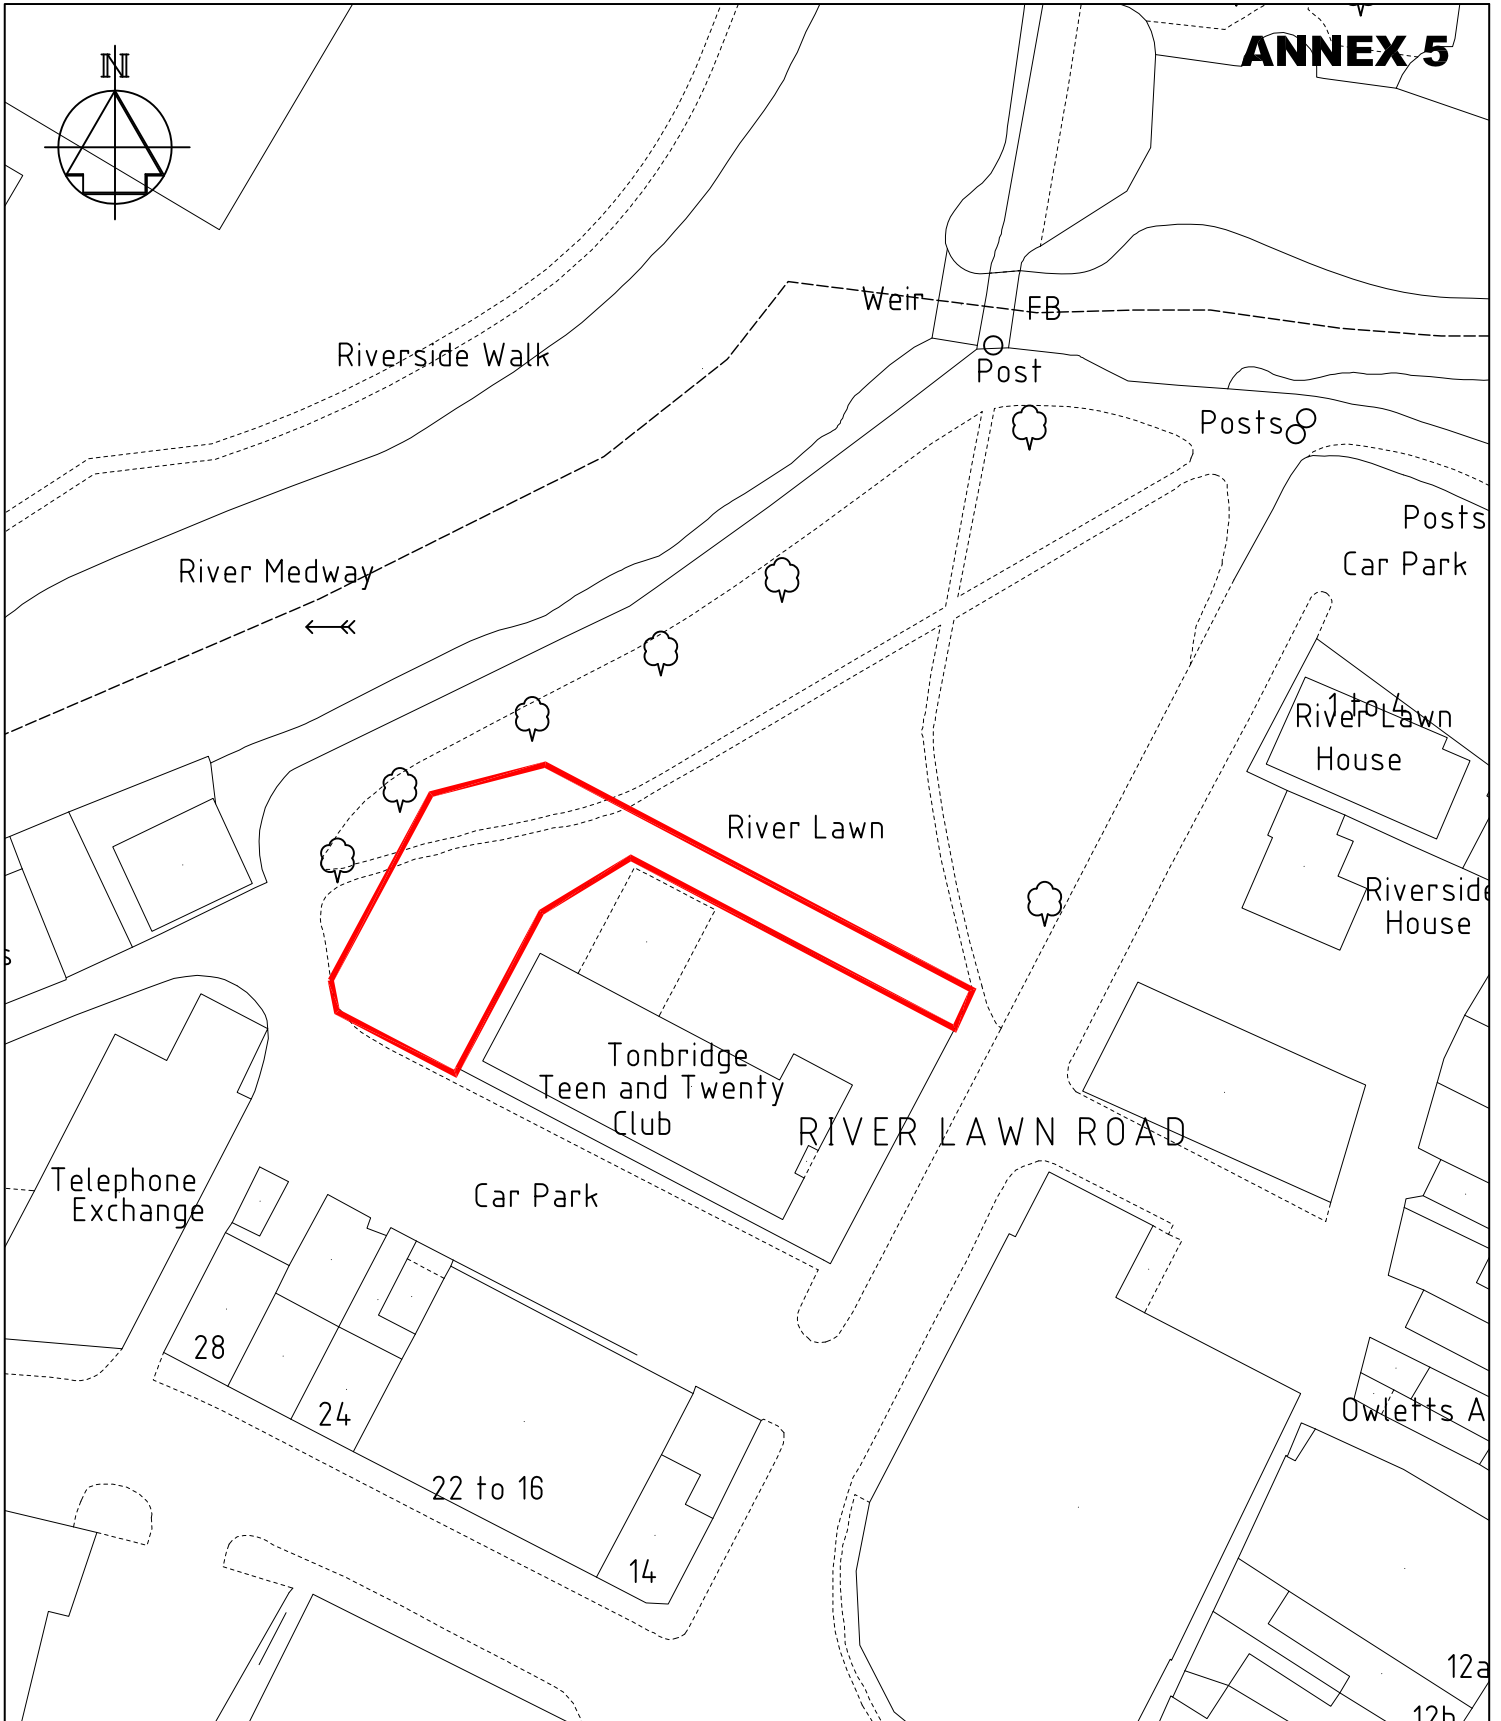 N
ANNEX 5
Weir
FB
Riverside Walk
Post
Posts
Posts
Car Park
River Medway
1 to 4
River Lawn
House
River Lawn
Riverside
House
Tonbridge
Teen and Twenty
Club
RIVER LAWN ROAD
Telephone
Exchange
Car Park
28
24
Owletts A
22 to 16
14
12a
12b